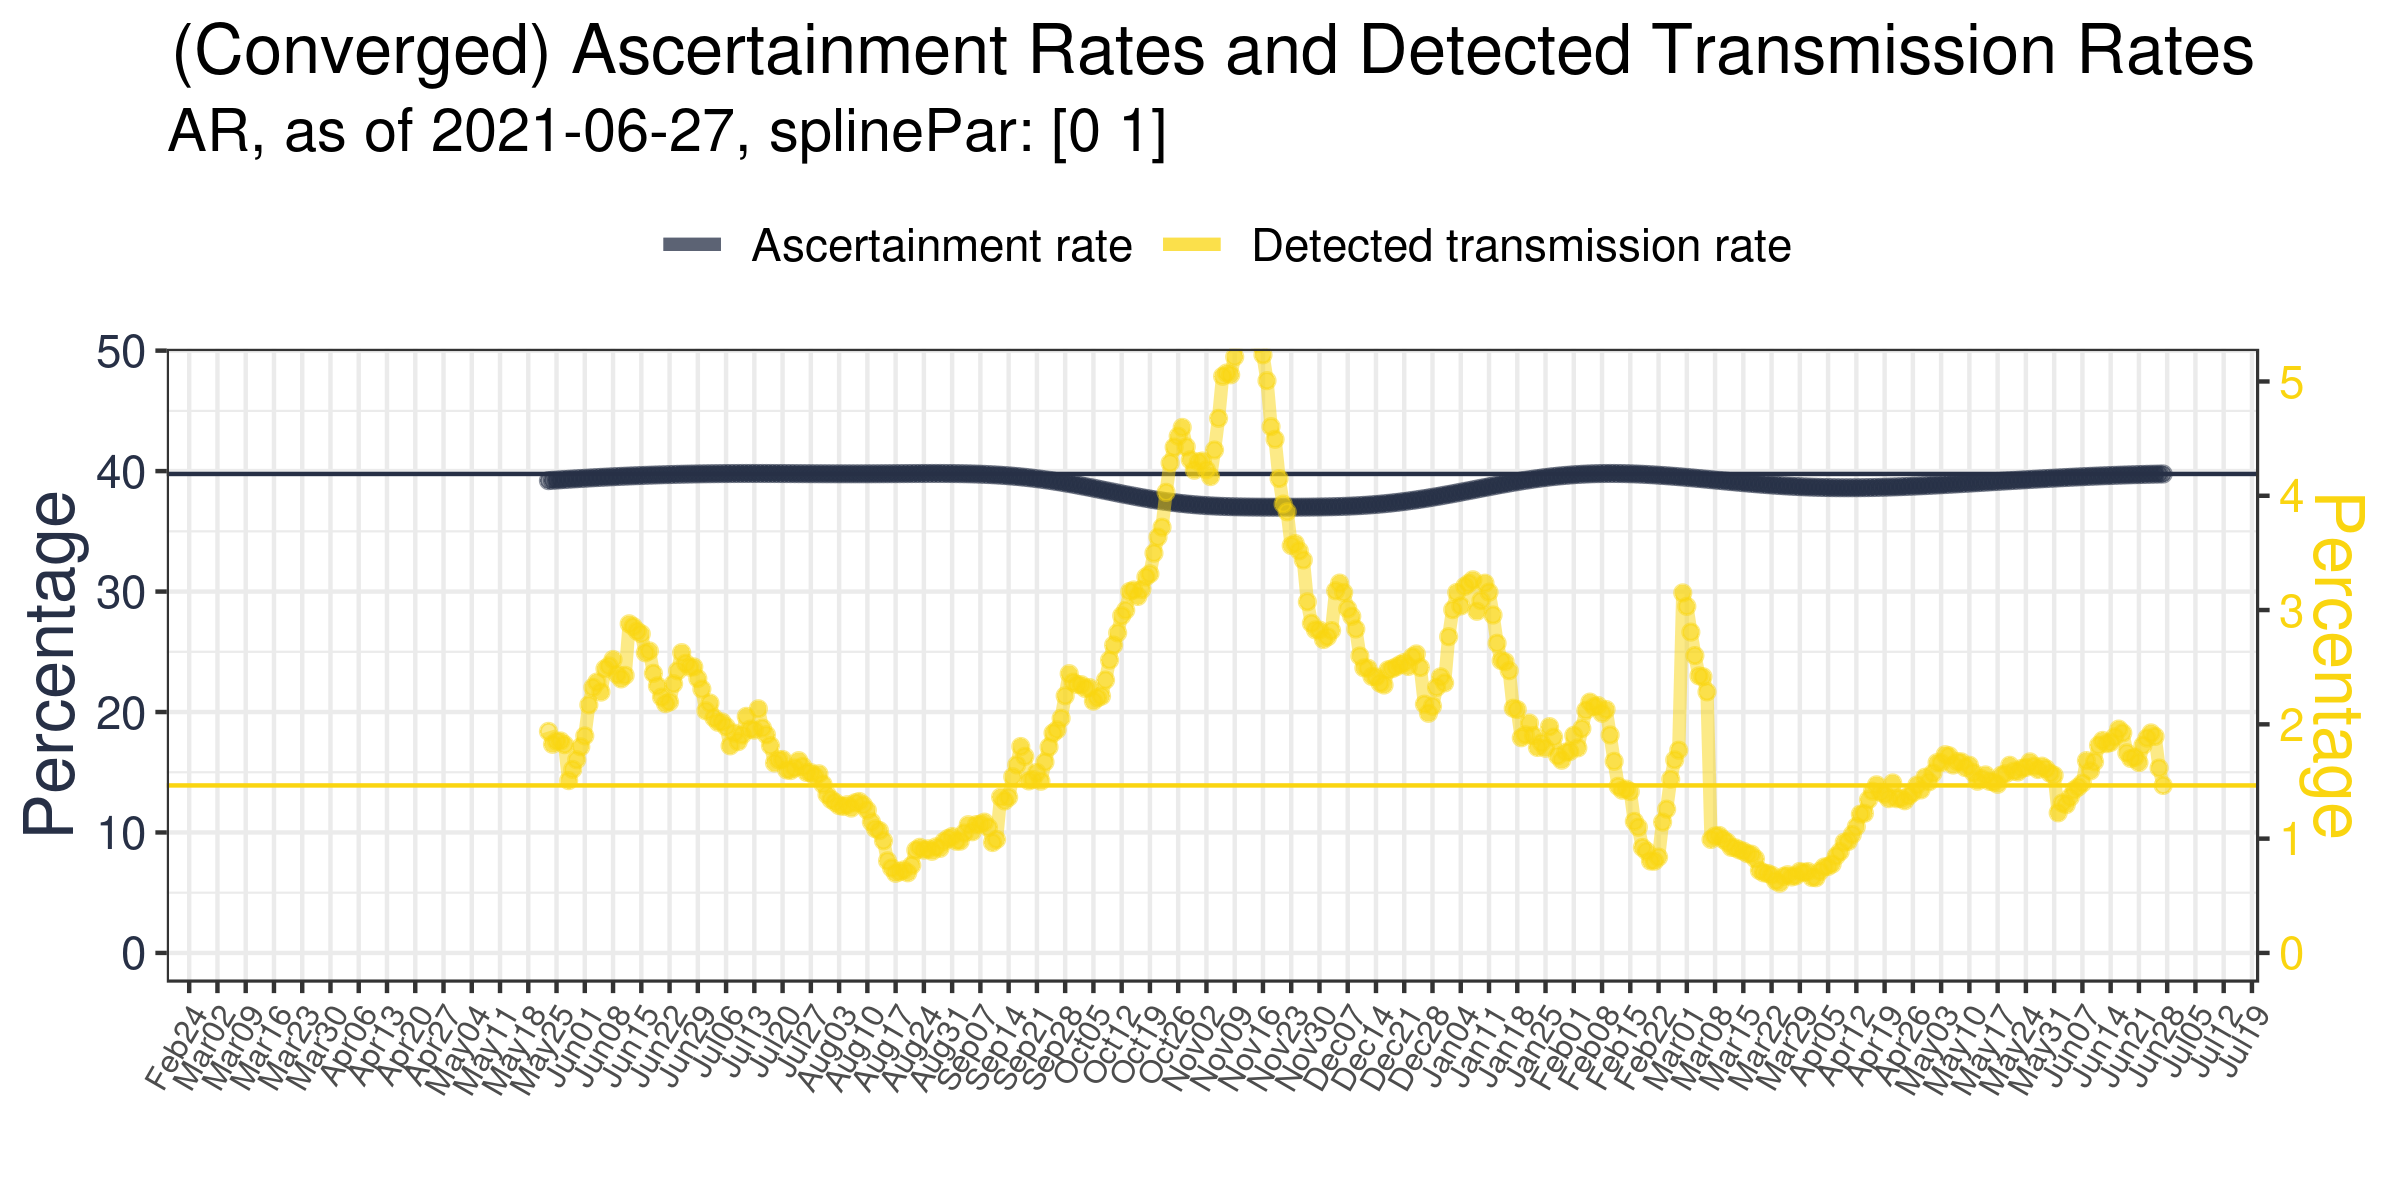 (Converged) Ascertainment Rates and Detected Transmission Rates
AR, as of 2021-06-27, splinePar: [0 1]
Ascertainment rate
Detected transmission rate
Percentage
50
40
30
20
10
0
5
4
3
2
1
0
Percentage
Feb24
Mar02
Mar09
Mar16
Mar23
Mar30
Apr06
Apr13
Apr20
Apr27
May04
May11
May18
May25
Jun01
Jun08
Jun15
Jun22
Jun29
Jul06
Jul13
Jul20
Jul27
Aug03
Aug10
Aug17
Aug24
Aug31
Sep07
Sep14
Sep21
Sep28
Oct05
Oct12
Oct19
Oct26
Nov02
Nov09
Nov16
Nov23
Nov30
Dec07
Dec14
Dec21
Dec28
Jan04
Jan11
Jan18
Jan25
Feb01
Feb08
Feb15
Feb22
Mar01
Mar08
Mar15
Mar22
Mar29
Apr05
Apr12
Apr19
Apr26
May03
May10
May17
May24
May31
Jun07
Jun14
Jun21
Jun28
Jul05
Jul12
Jul19